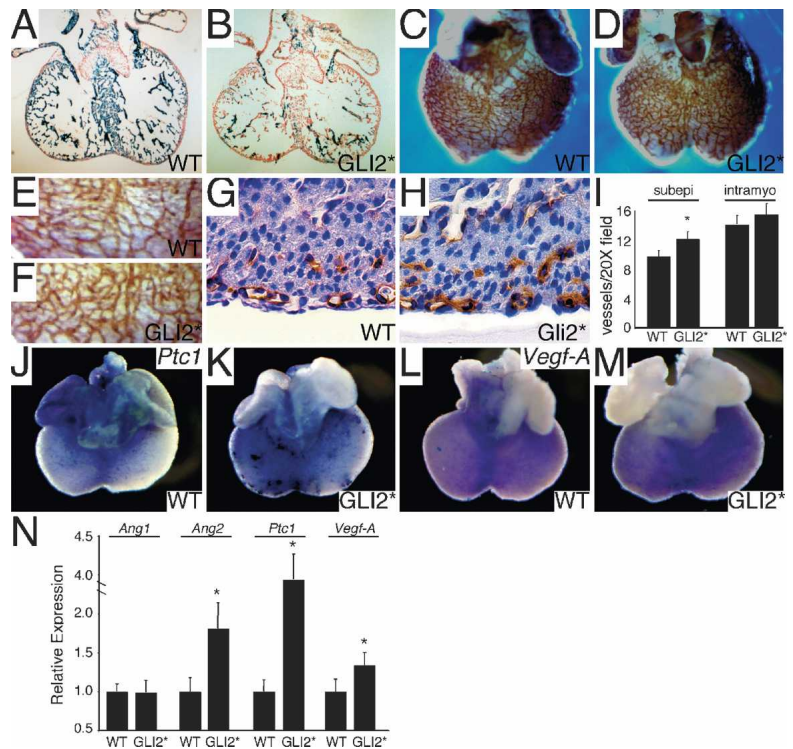 A
B
C
D
WT
GLI2*
WT
GLI2*
E
WT
F
GLI2*
G
WT
H
Gli2*
I
subepi
intramyo
vessels/20X field
16
12
8
4
0
WT
GLI2*
WT
GLI2*
J
Ptc1
WT
K
GLI2*
L
Vegf-A
WT
M
GLI2*
N
Ang1
Ang2
Ptc1
Vegf-A
*
*
*
*
Relative Expression
4.5
4.0
2.0
1.0
0.5
WT GLI2* WT GLI2* WT GLI2* WT GLI2*